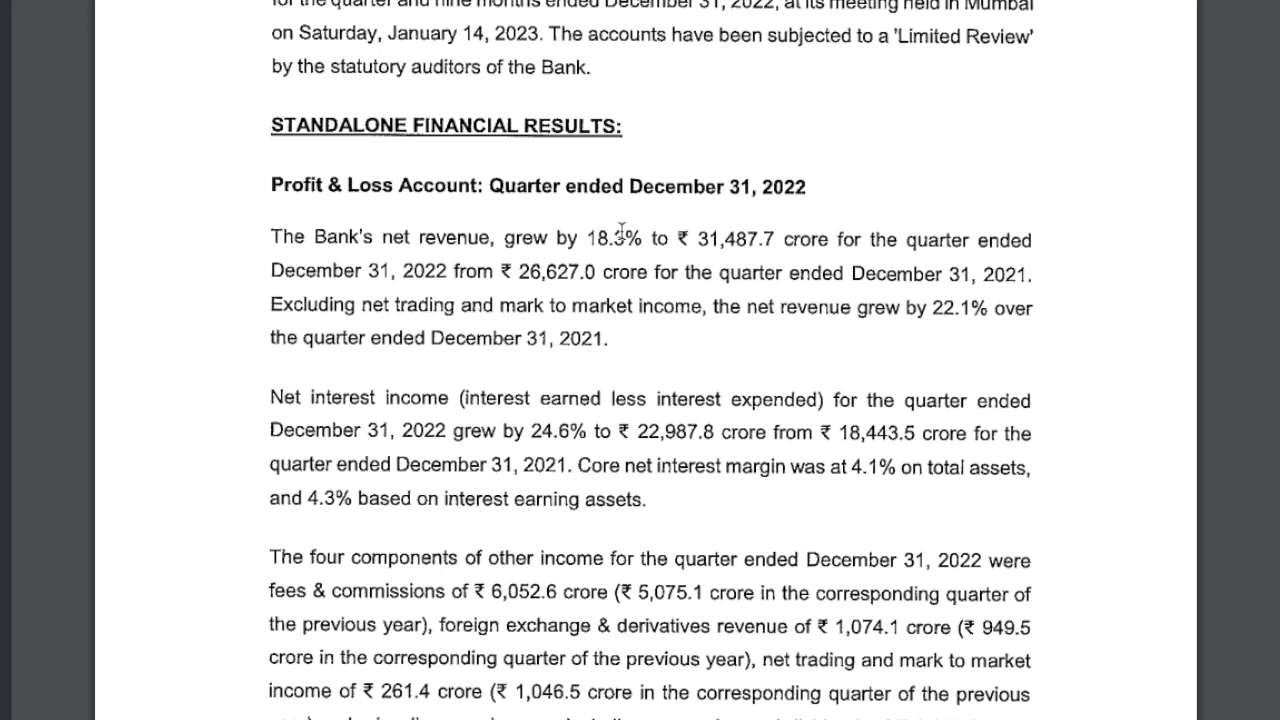 for the quarter and nine months ended December 31, 2022, at its meeting held in Mumbai
on Saturday, January 14, 2023. The accounts have been subjected to a 'Limited Review'
by the statutory auditors of the Bank.
STANDALONE FINANCIAL RESULTS:
Profit & Loss Account: Quarter ended December 31, 2022
The Bank's net revenue, grew by 18.3% to ₹ 31,487.7 crore for the quarter ended
December 31, 2022 from ₹ 26,627.0 crore for the quarter ended December 31, 2021.
Excluding net trading and mark to market income, the net revenue grew by 22.1% over
the quarter ended December 31, 2021.
Net interest income (interest earned less interest expended) for the quarter ended
December 31, 2022 grew by 24.6% to ₹ 22,987.8 crore from ₹ 18,443.5 crore for the
quarter ended December 31, 2021. Core net interest margin was at 4.1% on total assets,
and 4.3% based on interest earning assets.
The four components of other income for the quarter ended December 31, 2022 were
fees & commissions of ₹ 6,052.6 crore (₹ 5,075.1 crore in the corresponding quarter of
the previous year), foreign exchange & derivatives revenue of ₹ 1,074.1 crore (₹ 949.5
crore in the corresponding quarter of the previous year), net trading and mark to market
income of ₹ 261.4 crore (₹ 1,046.5 crore in the corresponding quarter of the previous